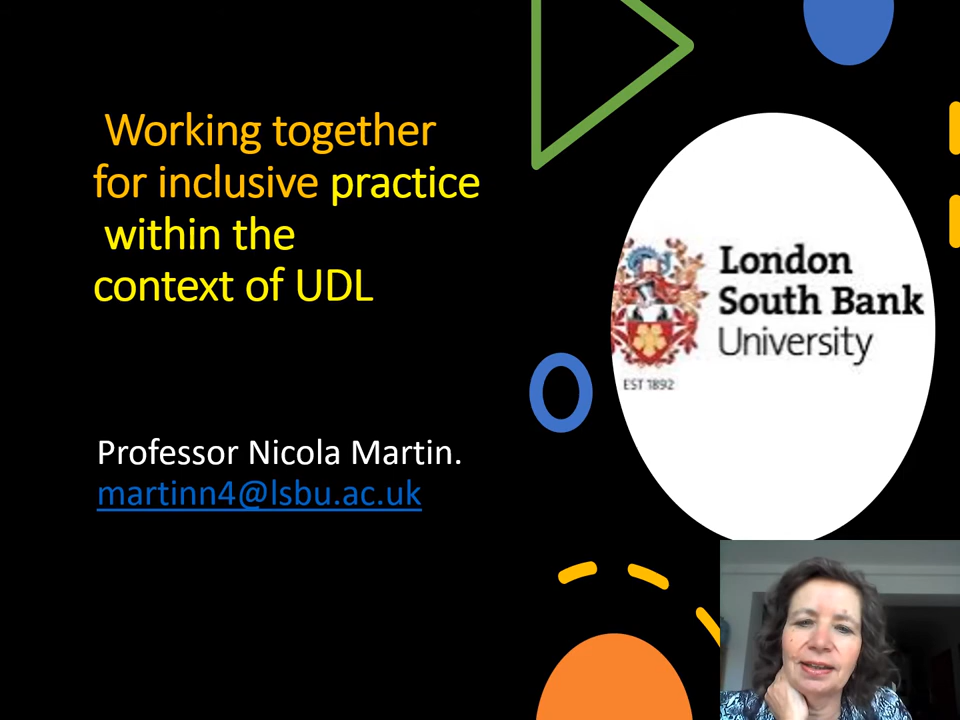 Working together
for inclusive practice
within the
context of UDL
Professor Nicola Martin.
martinn4@lsbu.ac.uk
London
South Bank
University
EST 1892